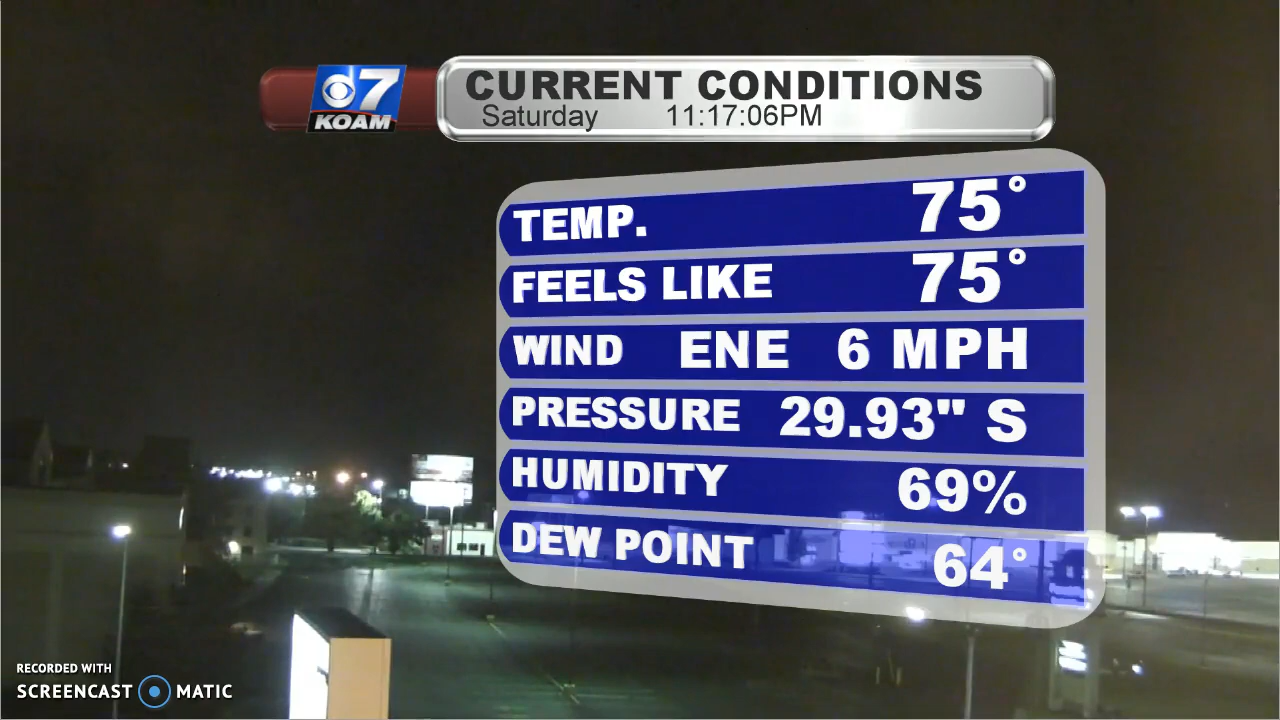 7
KOAM
CURRENT CONDITIONS
Saturday 11:17:06PM
TEMP. 75°
FEELS LIKE 75°
WIND ENE 6 MPH
PRESSURE 29.93" S
HUMIDITY 69%
DEW POINT 64°
RECORDED WITH
SCREENCAST MATIC